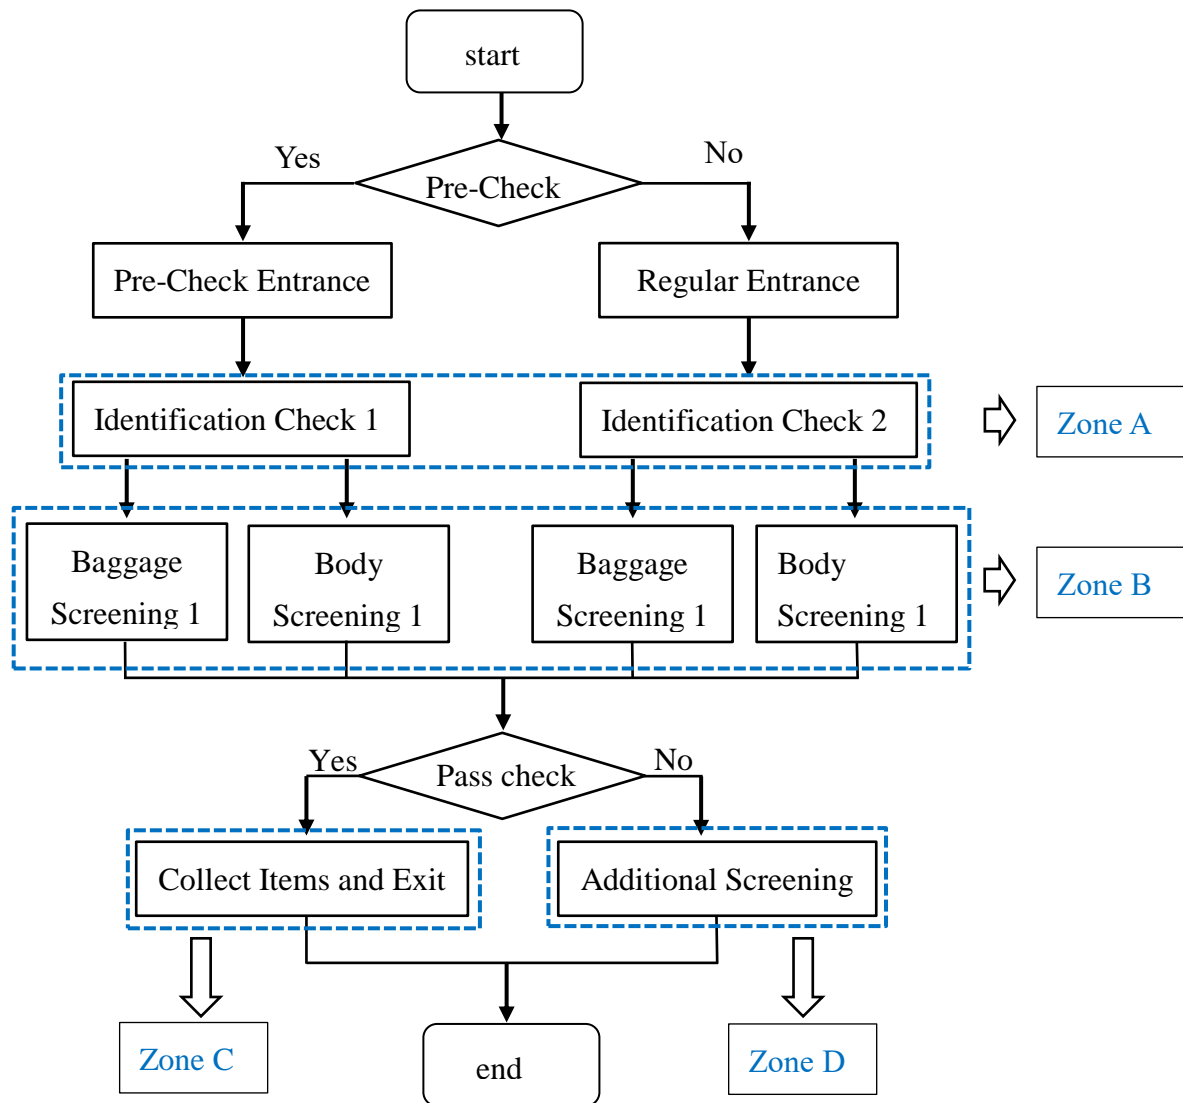 start
Yes
No
Pre-Check
Pre-Check Entrance
Regular Entrance
Identification Check 1
Identification Check 2
Zone A
Baggage
Screening 1
Body
Screening 1
Baggage
Screening 1
Body
Screening 1
Zone B
Yes
Pass check
No
Collect Items and Exit
Additional Screening
Zone C
end
Zone D